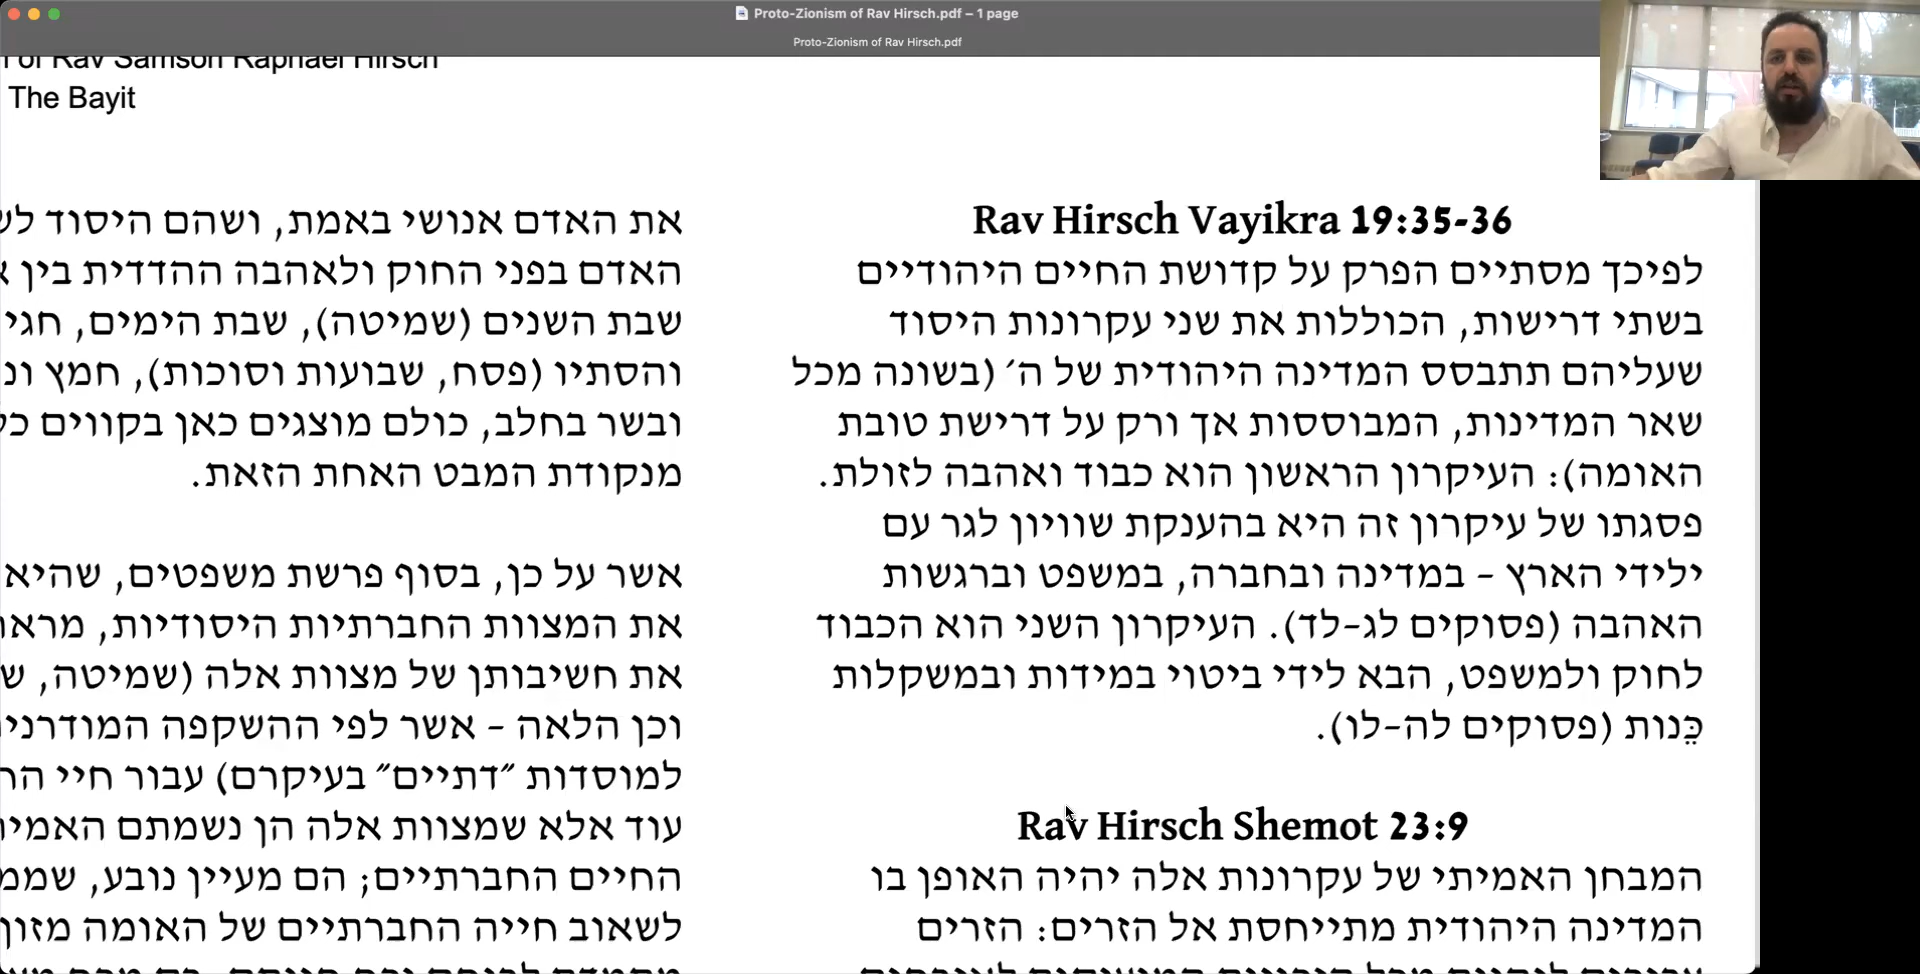 Proto-Zionism of Rav Hirsch.pdf – 1 page
Proto-Zionism of Rav Hirsch.pdf
of Rav Samson Raphael Hirsch
The Bayit
Rav Hirsch Vayikra 19:35-36
לפיכך מסתיים הפרק על קדושת החיים היהודיים
בשתי דרישות, הכוללות את שני עקרונות היסוד
שעליהם תתבסס המדינה היהודית של ה׳ (בשונה מכל
שאר המדינות, המבוססות אך ורק על דרישת טובת
האומה): העיקרון הראשון הוא כבוד ואהבה לזולת.
פסגתו של עיקרון זה היא בהענקת שוויון לגר עם
ילידי הארץ – במדינה ובחברה, במשפט וברגשות
האהבה (פסוקים לג-לד). העיקרון השני הוא הכבוד
לחוק ולמשפט, הבא לידי ביטוי במידות ובמשקלות
כֵּנות (פסוקים לה-לו).
Rav Hirsch Shemot 23:9
המבחן האמיתי של עקרונות אלה יהיה האופן בו
המדינה היהודית מתייחסת אל הזרים: הזרים
את האדם אנושי באמת, ושהם היסוד
האדם בפני החוק ולאהבה ההדדית בין
שבת השנים (שמיטה), שבת הימים, חגי
והסתיו (פסח, שבועות וסוכות), חמץ
ובשר בחלב, כולם מוצגים כאן בקווים
מנקודת המבט האחת הזאת.
אשר על כן, בסוף פרשת משפטים, שהיא
את המצוות החברתיות היסודיות,
את חשיבותן של מצוות אלה (שמיטה,
וכן הלאה – אשר לפי ההשקפה
למוסדות ״דתיים״ בעיקרם) עבור חיי
עוד אלא שמצוות אלה הן נשמתם
החיים החברתיים; הם מעיין נובע,
לשאוב חייה החברתיים של האומה מזון